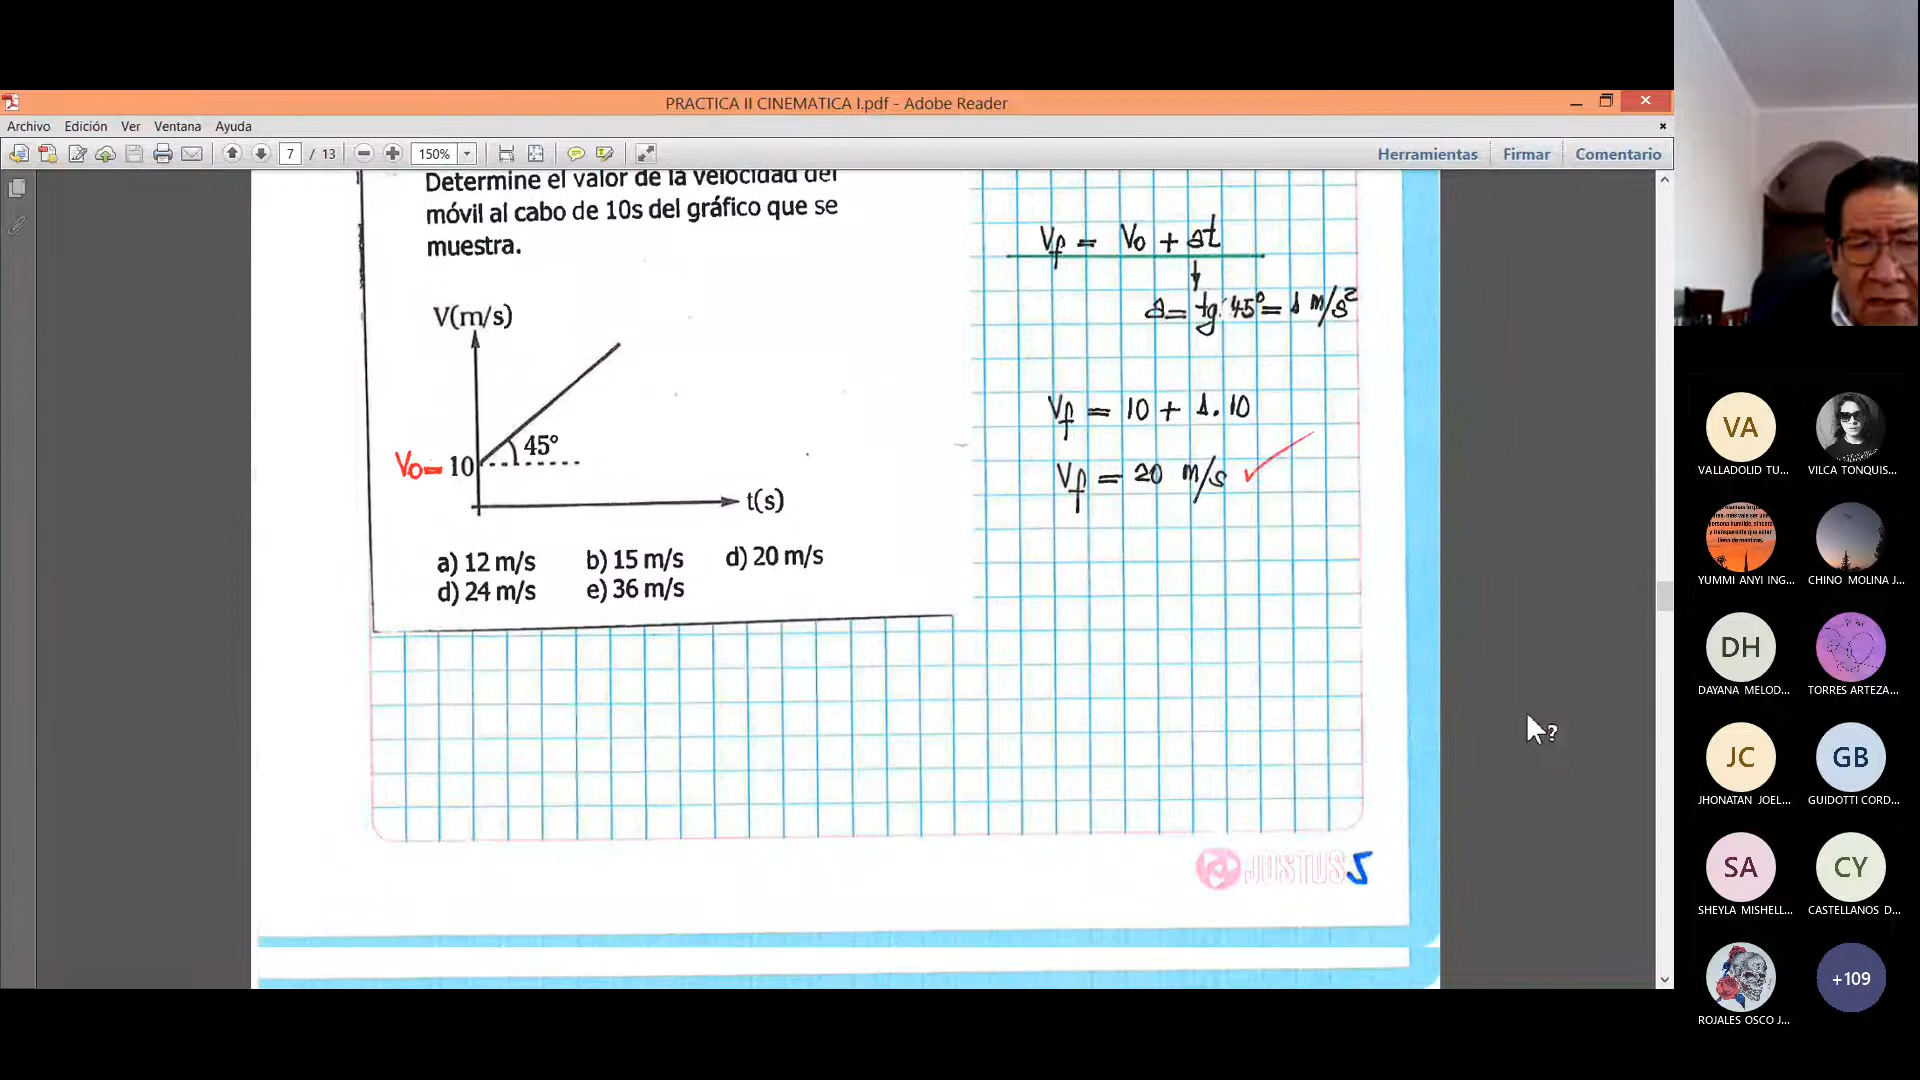 PRACTICA II CINEMATICA I.pdf - Adobe Reader
Archivo Edición Ver Ventana Ayuda
7 / 13 150% Herramientas Firmar Comentario
Determine el valor de la velocidad del
móvil al cabo de 10s del gráfico que se
muestra.
V(m/s)
45°
Vo= 10
t(s)
a) 12 m/s b) 15 m/s d) 20 m/s
d) 24 m/s e) 36 m/s
Vf = Vo + at
a = tg. 45° = 1 m/s²
Vf = 10 + 1. 10
Vf = 20 m/s
JUSTUS 5
VA
VALLADOLID TU...
VILCA TONQUIS...
YUMMI ANYI ING...
CHINO MOLINA J...
DH
DAYANA MELOD...
TORRES ARTEZA...
JC
JHONATAN JOEL...
GB
GUIDOTTI CORD...
SA
SHEYLA MISHELL...
CY
CASTELLANOS D...
ROJALES OSCO J...
+109